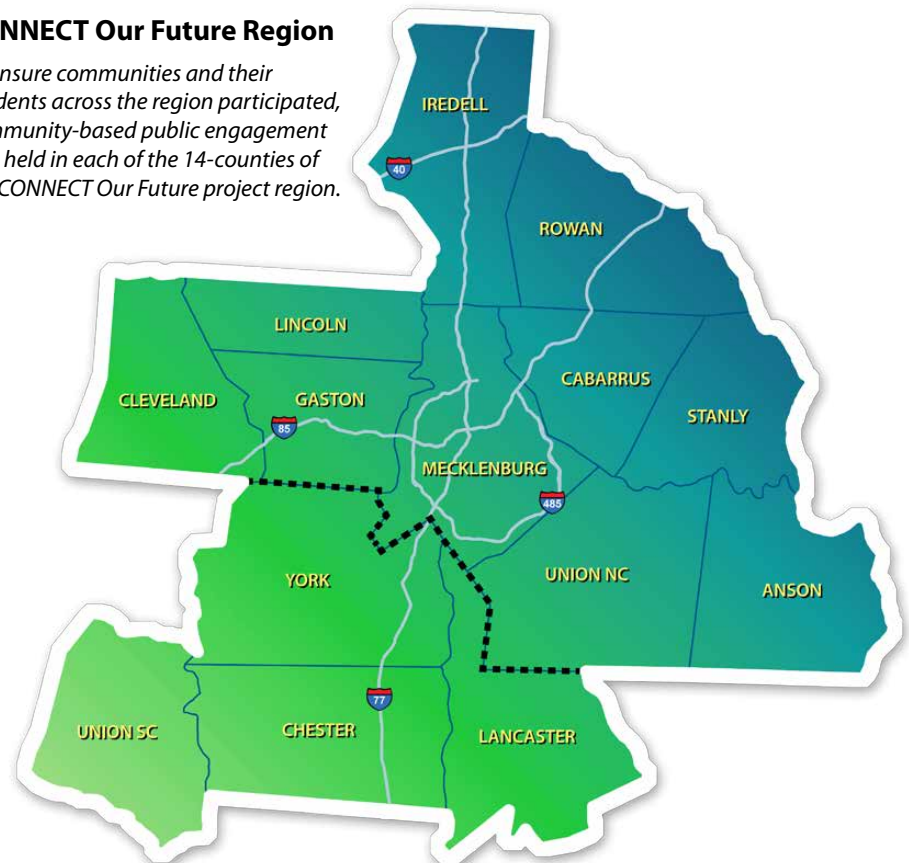 NNECT Our Future Region
nsure communities and their
dents across the region participated,
mmunity-based public engagement
held in each of the 14-counties of
CONNECT Our Future project region.
IREDELL
40
ROWAN
LINCOLN
CABARRUS
CLEVELAND
GASTON
STANLY
85
MECKLENBURG
485
YORK
UNION NC
ANSON
77
UNION SC
CHESTER
LANCASTER